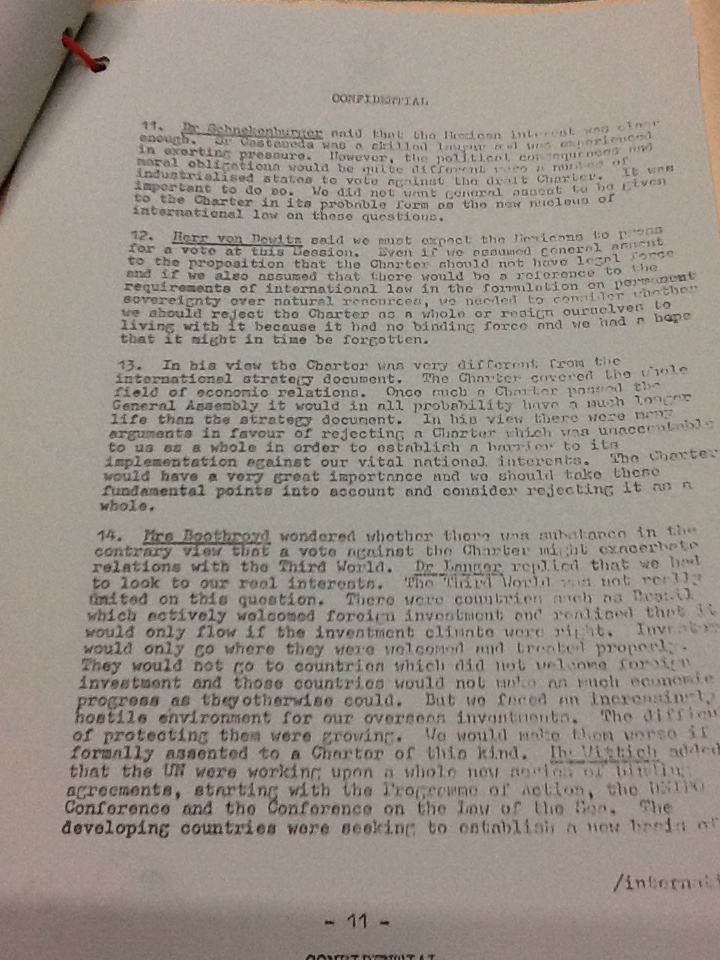 CONFIDENTIAL
11. Dr Schnekenburger said that the Mexican interest was clear
enough. Dr Castaneda was a skilled lawyer and was experienced
in exerting pressure. However, the political consequences and
moral obligations would be quite different were a number of
industrialised states to vote against the draft Charter. It was
important to do so. We did not want general assent to be given
to the Charter in its probable form as the new nucleus of
international law on these questions.
12. Herr von Dewitz said we must expect the Mexicans to press
for a vote at this Session. Even if we assumed general assent
to the proposition that the Charter should not have legal force
and if we also assumed that there would be a reference to the
requirements of international law in the formulation on permanent
sovereignty over natural resources, we needed to consider whether
we should reject the Charter as a whole or resign ourselves to
living with it because it had no binding force and we had a hope
that it might in time be forgotten.
13. In his view the Charter was very different from the
international strategy document. The Charter covered the whole
field of economic relations. Once such a Charter passed the
General Assembly it would in all probability have a much longer
life than the strategy document. In his view there were many
arguments in favour of rejecting a Charter which was unacceptable
to us as a whole in order to establish a barrier to its
implementation against our vital national interests. The Charter
would have a very great importance and we should take these
fundamental points into account and consider rejecting it as a
whole.
14. Mrs Boothroyd wondered whether there was substance in the
contrary view that a vote against the Charter might exacerbate
relations with the Third World. Dr Langer replied that we had
to look to our real interests. The Third World was not really
united on this question. There were countries such as Brazil
which actively welcomed foreign investment and realised that it
would only flow if the investment climate were right. Investors
would only go where they were welcomed and treated properly.
They would not go to countries which did not welcome foreign
investment and those countries would not make as much economic
progress as they otherwise could. But we faced an increasingly
hostile environment for our overseas investments. The difficu
of protecting them were growing. We would make them worse if
formally assented to a Charter of this kind. Dr Wittich added
that the UN were working upon a whole new series of binding
agreements, starting with the Programme of Action, the UNIDO
Conference and the Conference on the Law of the Sea. The
developing countries were seeking to establish a new basis of
/internati
- 11 -
CONFIDENTIAL